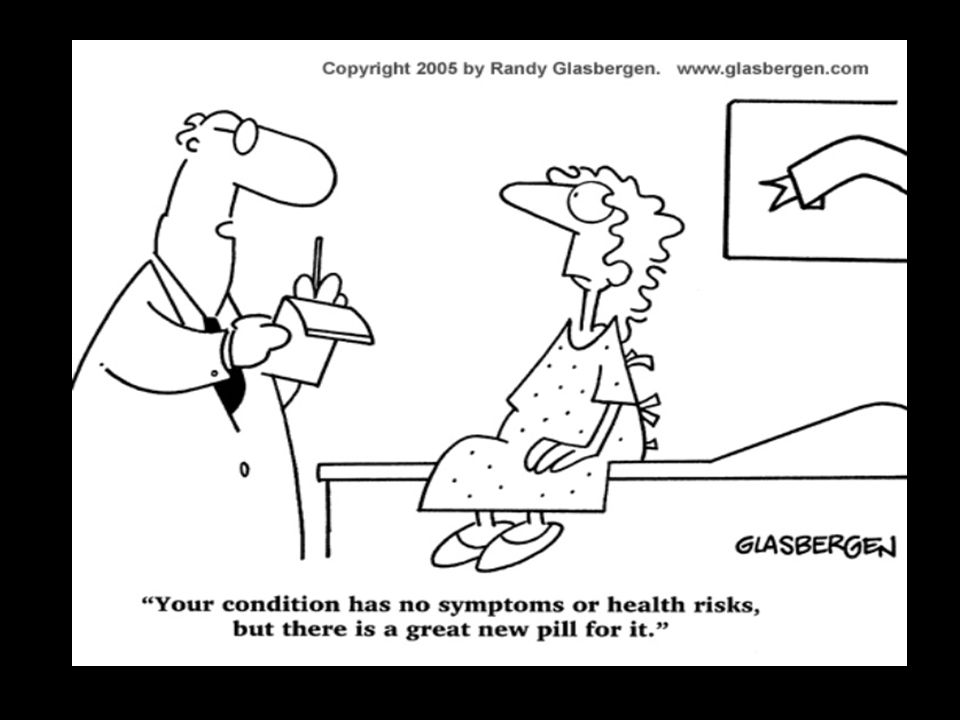 Copyright 2005 by Randy Glasbergen. www.glasbergen.com
GLASBERGEN
“Your condition has no symptoms or health risks,
but there is a great new pill for it.”